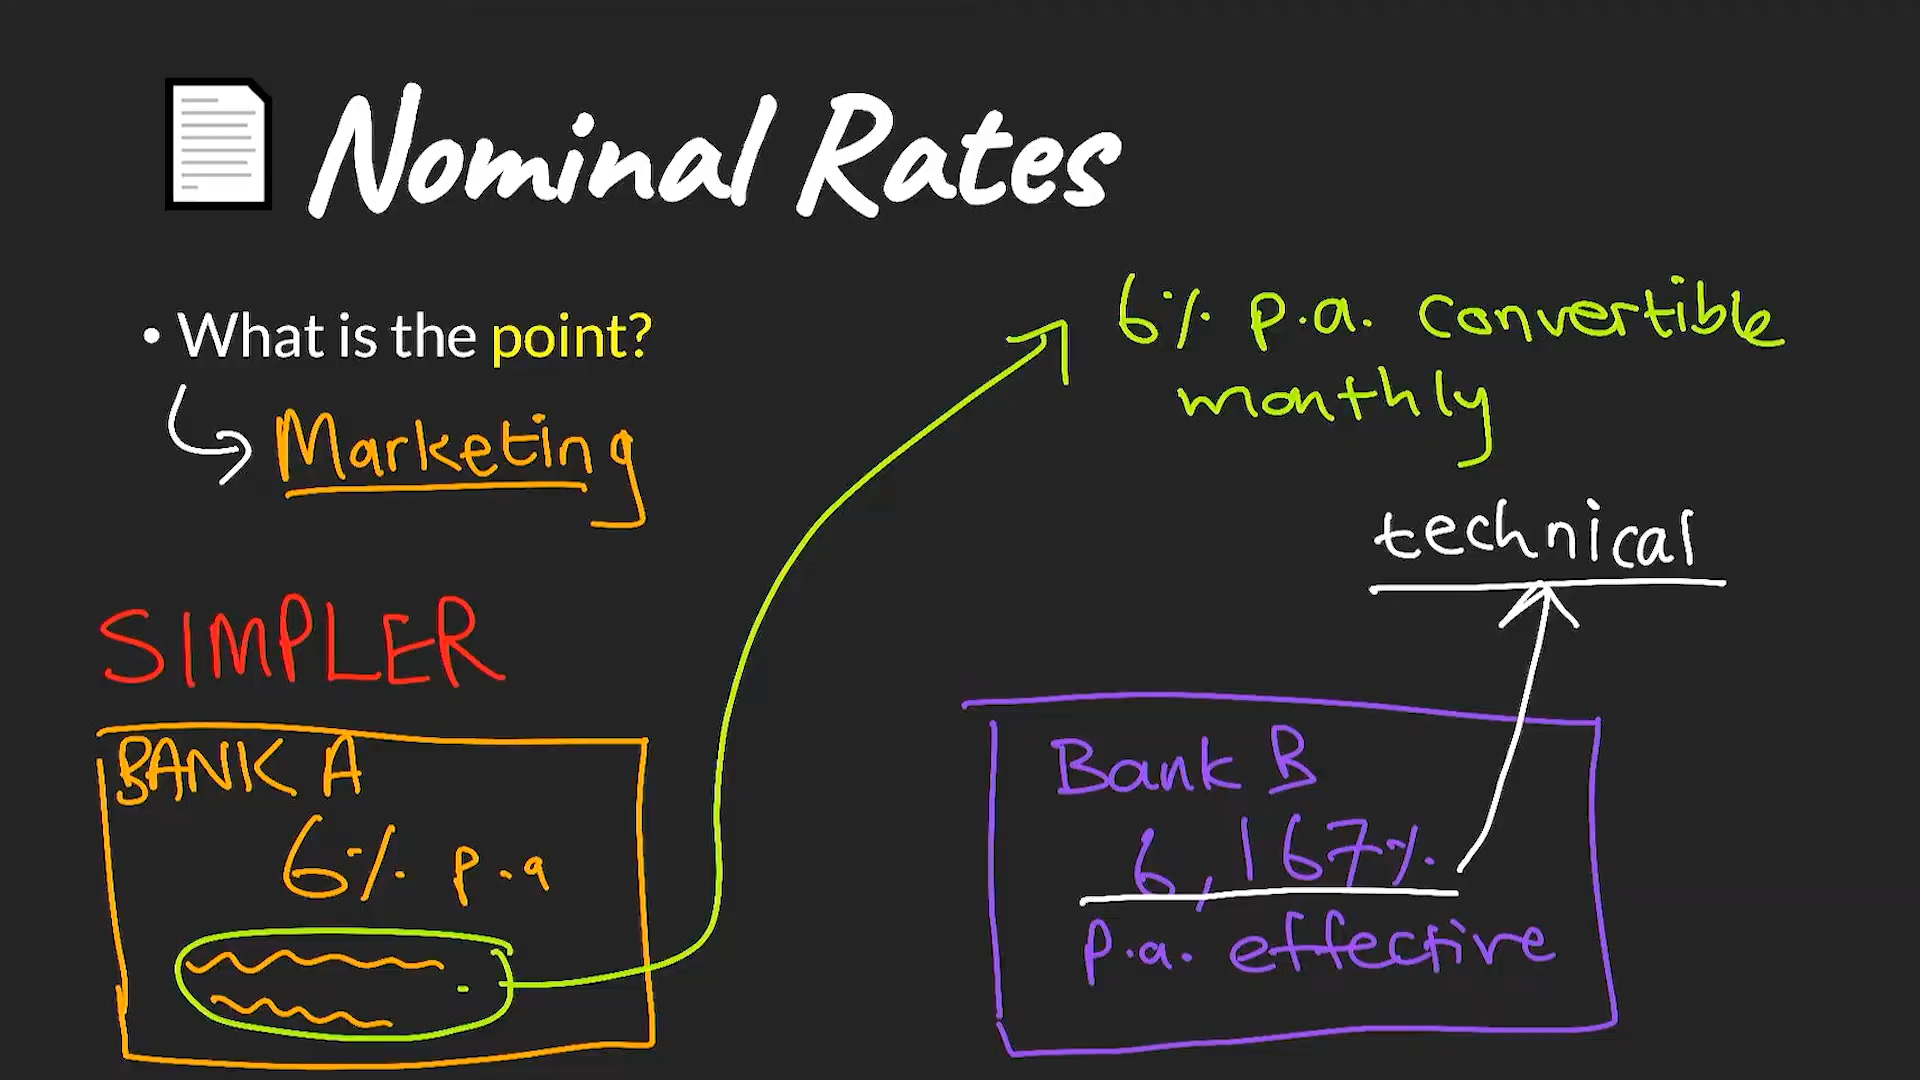 Nominal Rates
• What is the point?
Marketing
6% p.a. convertible
monthly
technical
SIMPLER
BANK A
6% p.a
Bank B
6,167%
p.a. effective